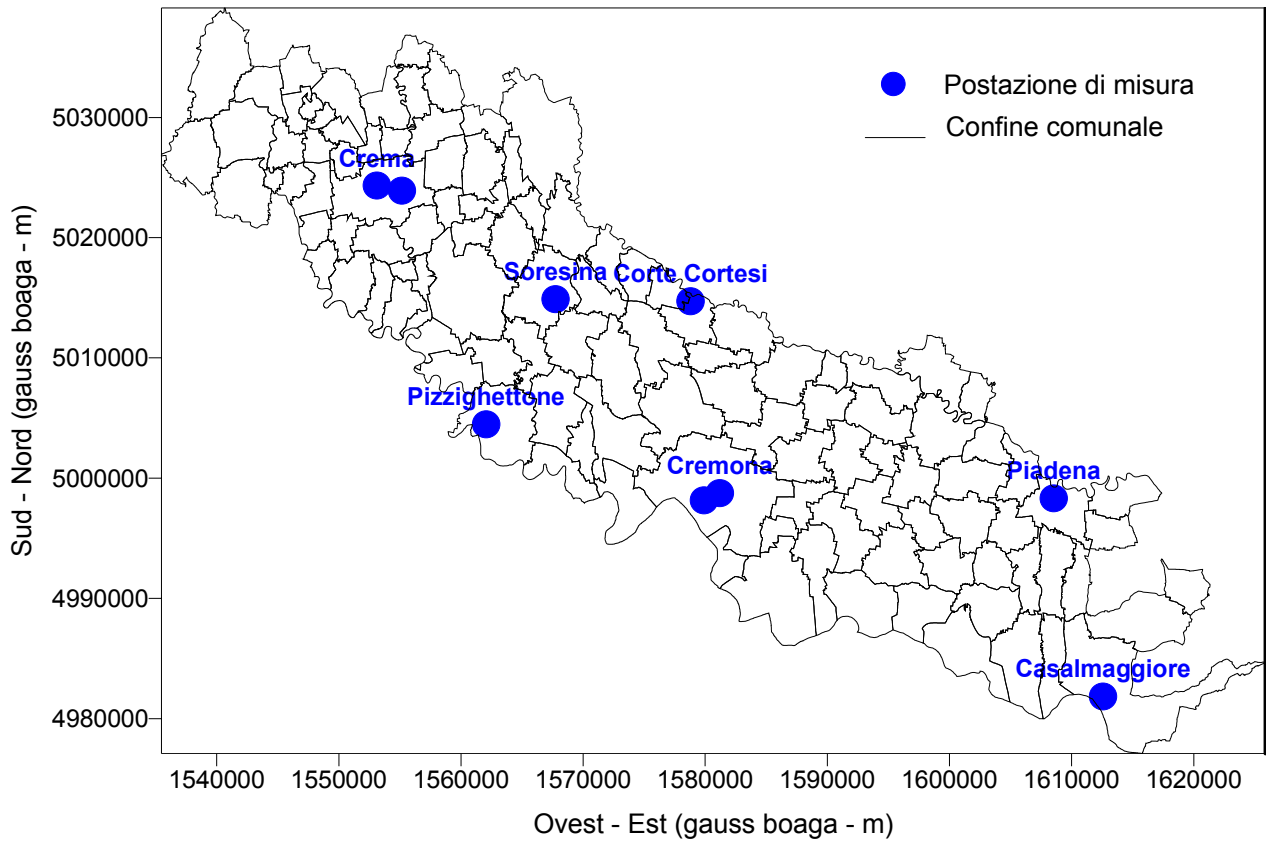 Postazione di misura
Confine comunale
Crema
Soresina
Corte Cortesi
Pizzighettone
Cremona
Piadena
Casalmaggiore
5030000
5020000
5010000
5000000
4990000
4980000
1540000 1550000 1560000 1570000 1580000 1590000 1600000 1610000 1620000
Sud - Nord (gauss boaga - m)
Ovest - Est (gauss boaga - m)